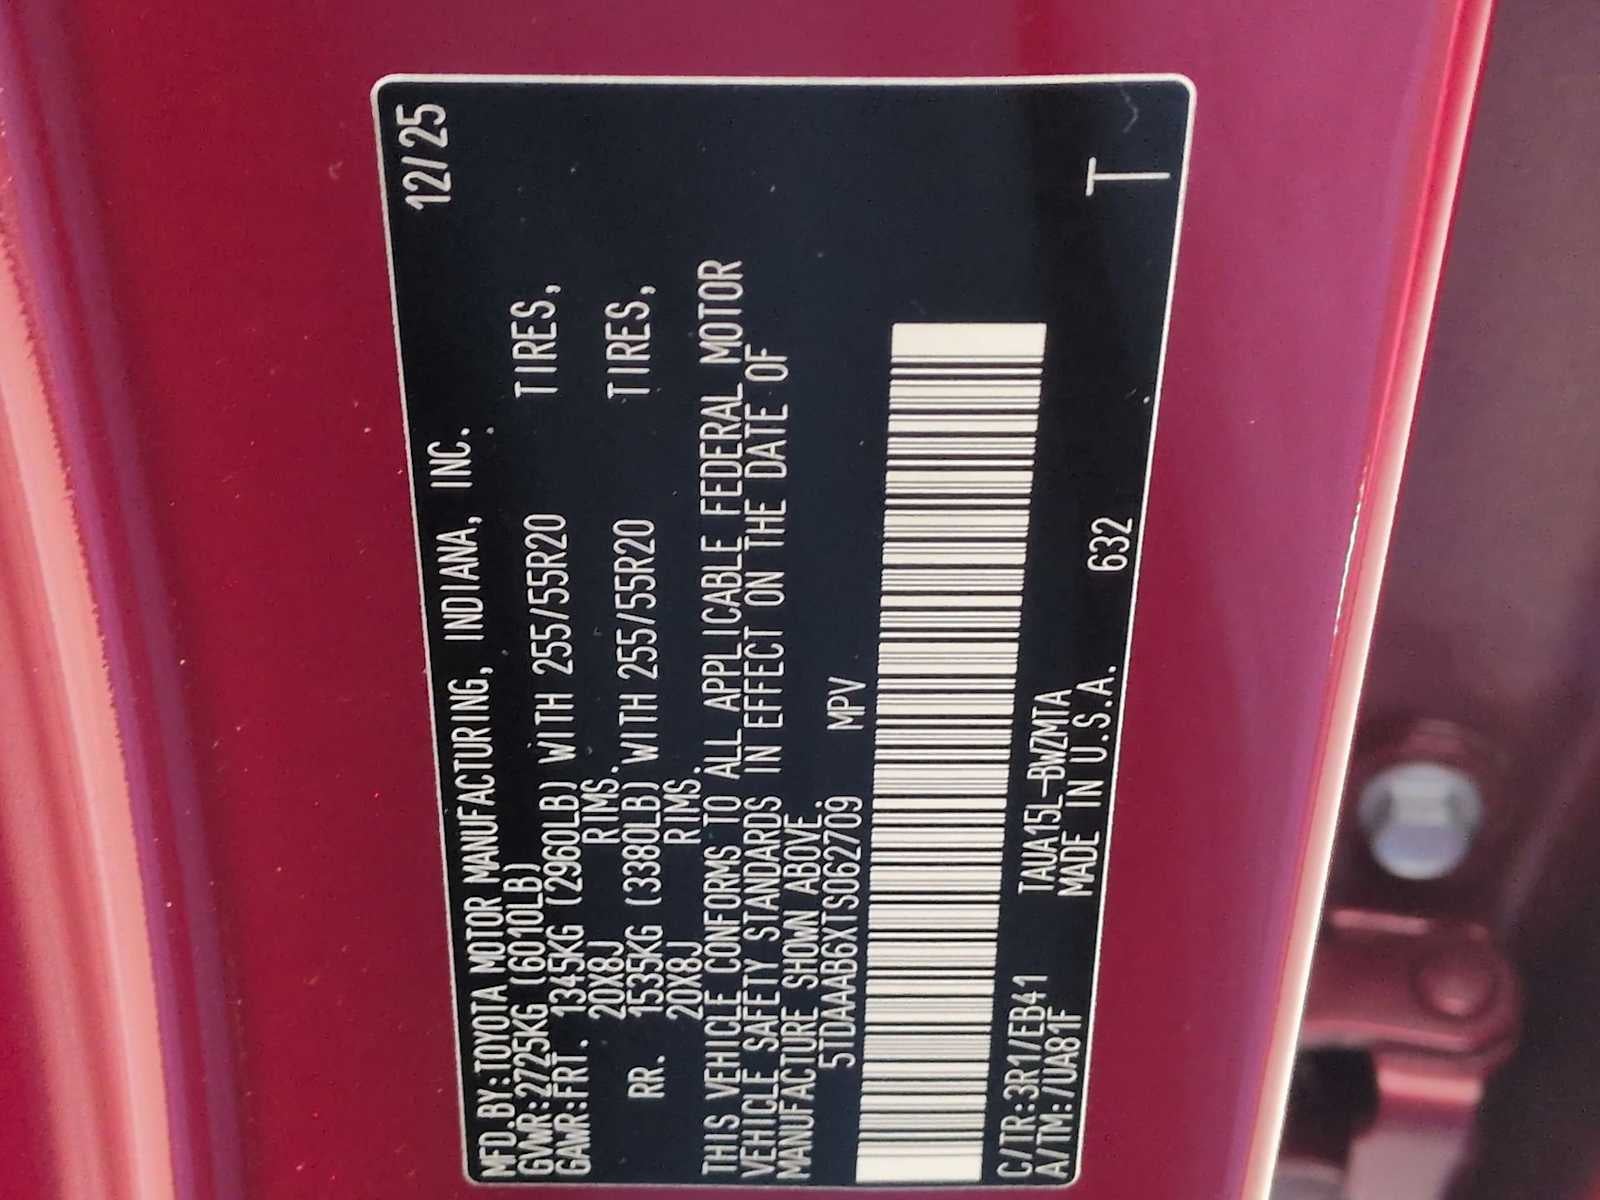 MFD.BY:TOYOTA MOTOR MANUFACTURING, INDIANA, INC. 12/25
GVWR:2725KG (6010LB)
GAWR:FRT. 1345KG (2960LB) WITH 255/55R20 TIRES,
20X8J RIMS.
RR. 1535KG (3380LB) WITH 255/55R20 TIRES,
20X8J RIMS.
THIS VEHICLE CONFORMS TO ALL APPLICABLE FEDERAL MOTOR
VEHICLE SAFETY STANDARDS IN EFFECT ON THE DATE OF
MANUFACTURE SHOWN ABOVE.
5TDAAAB6XTS062709 MPV
C/TR:3R1/EB41 TAUA15L-BWZMTA
A/TM:/UA81F MADE IN U.S.A. 632 T